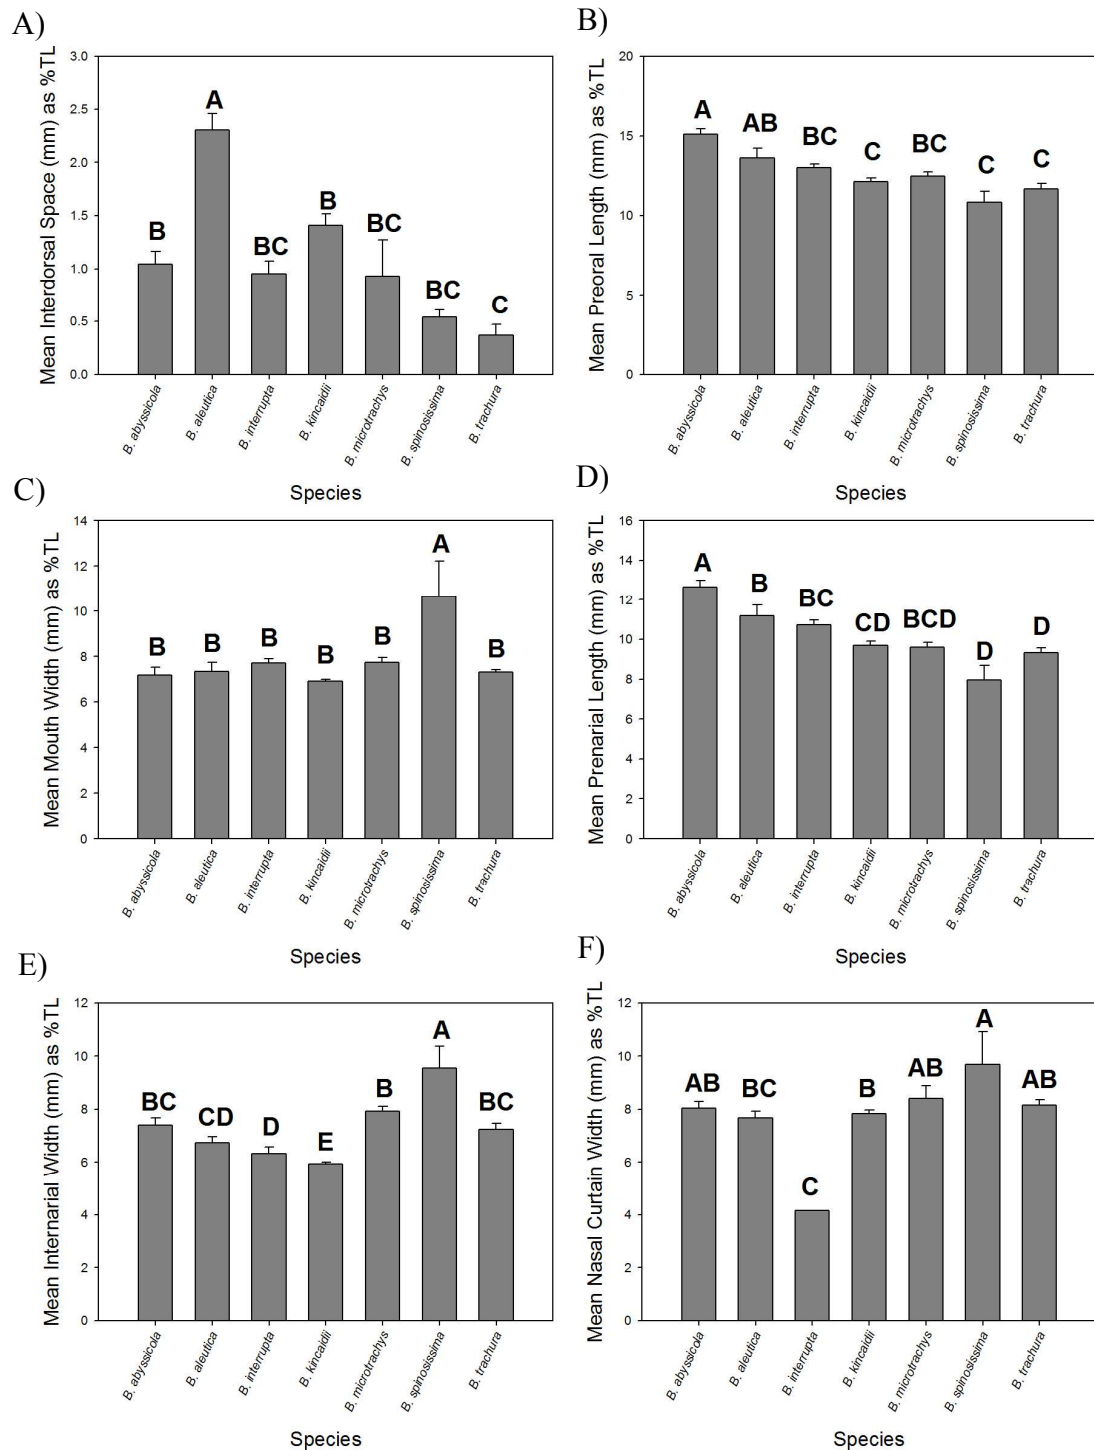 A)
Mean Interdorsal Space (mm) as %TL
3.0
2.5
2.0
1.5
1.0
0.5
0.0
B
A
BC
B
BC
BC
C
B. abyssicola
B. aleutica
B. interrupta
B. kincaidii
B. microtrachys
B. spinosissima
B. trachura
Species
B)
Mean Preoral Length (mm) as %TL
20
15
10
5
0
A
AB
BC
C
BC
C
C
B. abyssicola
B. aleutica
B. interrupta
B. kincaidii
B. microtrachys
B. spinosissima
B. trachura
Species
C)
Mean Mouth Width (mm) as %TL
14
12
10
8
6
4
2
0
B
B
B
B
B
A
B
B. abyssicola
B. aleutica
B. interrupta
B. kincaidii
B. microtrachys
B. spinosissima
B. trachura
Species
D)
Mean Prenarial Length (mm) as %TL
16
14
12
10
8
6
4
2
0
A
B
BC
CD
BCD
D
D
B. abyssicola
B. aleutica
B. interrupta
B. kincaidii
B. microtrachys
B. spinosissima
B. trachura
Species
E)
Mean Internarial Width (mm) as %TL
12
10
8
6
4
2
0
BC
CD
D
E
B
A
BC
B. abyssicola
B. aleutica
B. interrupta
B. kincaidii
B. microtrachys
B. spinosissima
B. trachura
Species
F)
Mean Nasal Curtain Width (mm) as %TL
12
10
8
6
4
2
0
AB
BC
C
B
AB
A
AB
B. abyssicola
B. aleutica
B. interrupta
B. kincaidii
B. microtrachys
B. spinosissima
B. trachura
Species